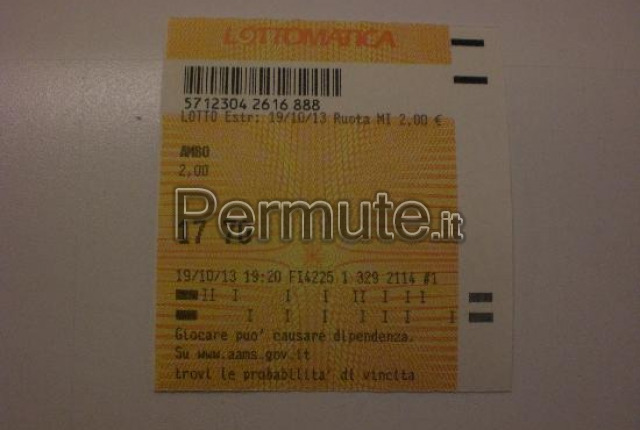 LOTTOMATICA
5712304 2616 888
LOTTO Estr: 19/10/13 Ruota MI 2,00 €
AMBO
2,00
Permute.it
17
19/10/13 19:20 FI4225 1 329 2114 #1
Giocare puo' causare dipendenza.
Su www.aams.gov.it
trovi le probabilita' di vincita